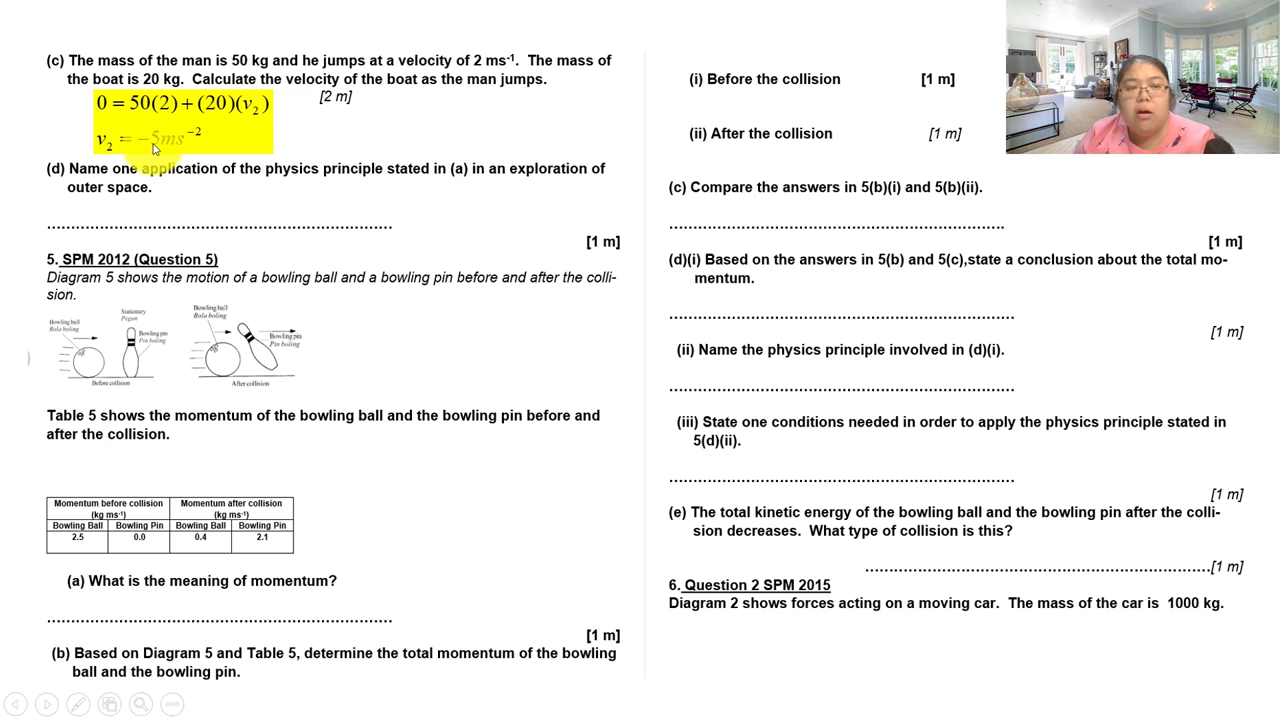 (c) The mass of the man is 50 kg and he jumps at a velocity of 2 ms⁻¹. The mass of
the boat is 20 kg. Calculate the velocity of the boat as the man jumps.
[2 m]
0 = 50(2) + (20)(v₂)
v₂ = −5ms⁻²
(d) Name one application of the physics principle stated in (a) in an exploration of
outer space.
........................................................................
[1 m]
5. SPM 2012 (Question 5)
Diagram 5 shows the motion of a bowling ball and a bowling pin before and after the colli-
sion.
Bowling ball
Bola boling
Stationary
Pegun
Bowling pin
Pin boling
Before collision
Bowling ball
Bola boling
Bowling pin
Pin boling
After collision
Table 5 shows the momentum of the bowling ball and the bowling pin before and
after the collision.
Momentum before collision (kg ms⁻¹) Momentum after collision (kg ms⁻¹)
Bowling Ball Bowling Pin Bowling Ball Bowling Pin
2.5 0.0 0.4 2.1
(a) What is the meaning of momentum?
........................................................................
[1 m]
(b) Based on Diagram 5 and Table 5, determine the total momentum of the bowling
ball and the bowling pin.
(i) Before the collision [1 m]
(ii) After the collision [1 m]
(c) Compare the answers in 5(b)(i) and 5(b)(ii).
......................................................................
[1 m]
(d)(i) Based on the answers in 5(b) and 5(c),state a conclusion about the total mo-
mentum.
........................................................................
[1 m]
(ii) Name the physics principle involved in (d)(i).
........................................................................
(iii) State one conditions needed in order to apply the physics principle stated in
5(d)(ii).
........................................................................
[1 m]
(e) The total kinetic energy of the bowling ball and the bowling pin after the colli-
sion decreases. What type of collision is this?
........................................................................[1 m]
6. Question 2 SPM 2015
Diagram 2 shows forces acting on a moving car. The mass of the car is 1000 kg.